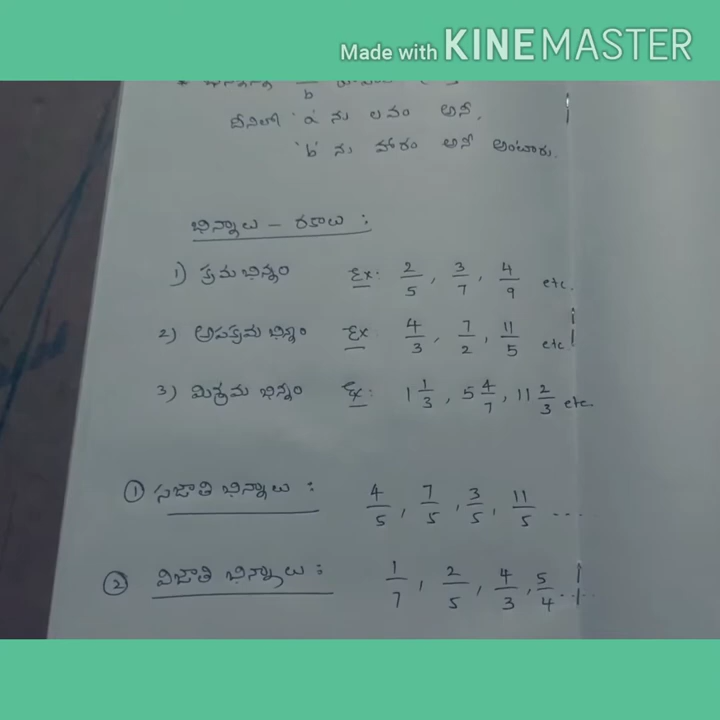 Made with KINEMASTER
b
దీనిలో 'a' ను లవం అనీ,
'b' ను హారం అనీ అంటారు.
భిన్నాలు - రకాలు :
1) క్రమ భిన్నం Ex: 2/5, 3/7, 4/9 etc.
2) అపక్రమ భిన్నం Ex 4/3, 7/2, 11/5 etc
3) మిశ్రమ భిన్నం Ex: 1 1/3, 5 4/7, 11 2/3 etc.
① సజాతి భిన్నాలు : 4/5, 7/5, 3/5, 11/5 ...
② విజాతి భిన్నాలు : 1/7, 2/5, 4/3, 5/4 .....